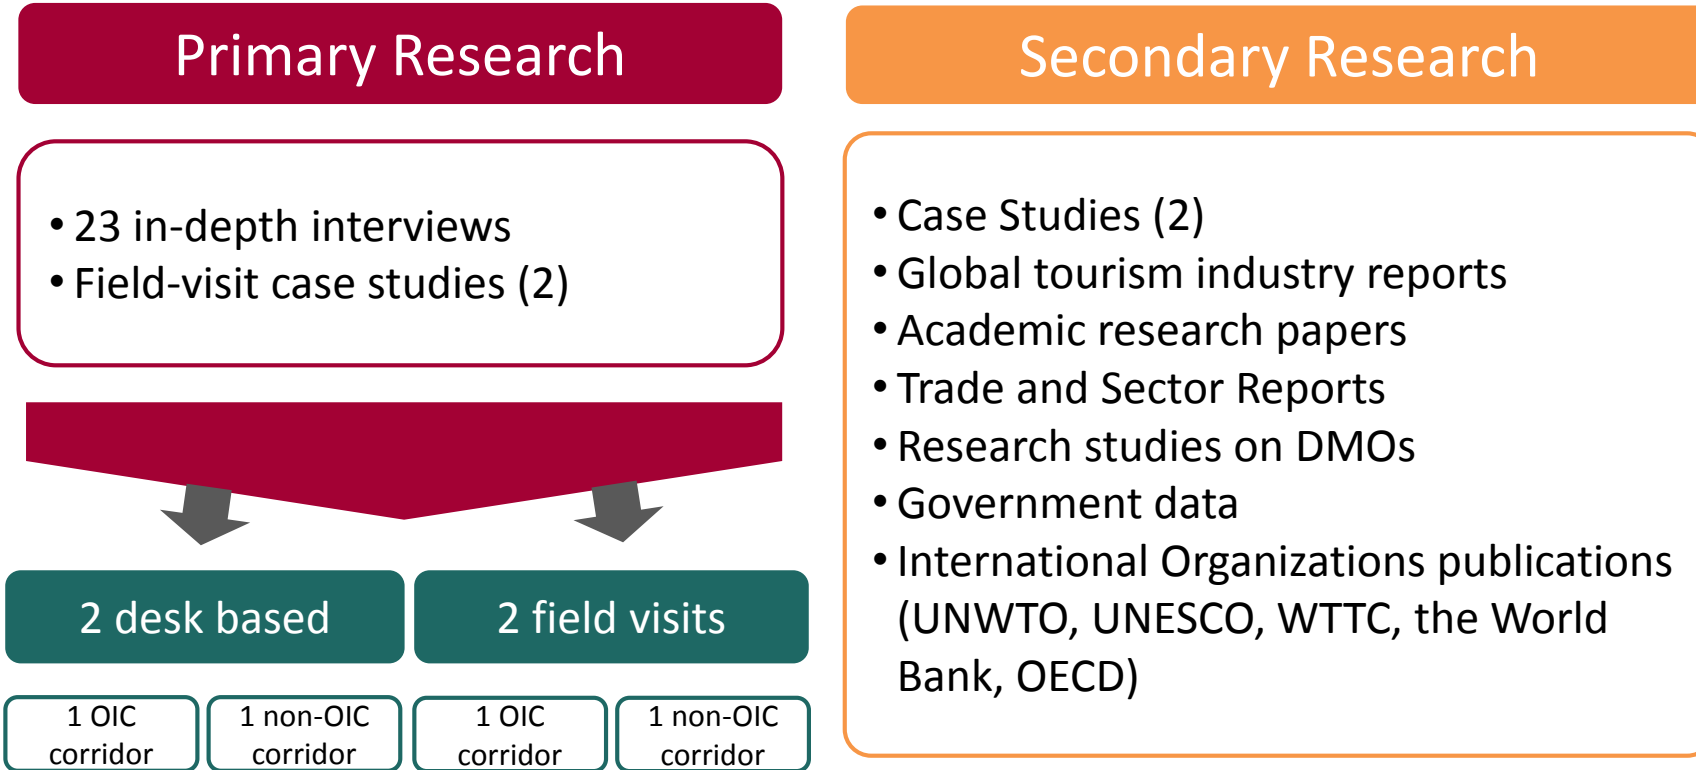 Primary Research
• 23 in-depth interviews
• Field-visit case studies (2)
2 desk based
2 field visits
1 OIC
corridor
1 non-OIC
corridor
1 OIC
corridor
1 non-OIC
corridor
Secondary Research
• Case Studies (2)
• Global tourism industry reports
• Academic research papers
• Trade and Sector Reports
• Research studies on DMOs
• Government data
• International Organizations publications
(UNWTO, UNESCO, WTTC, the World
Bank, OECD)